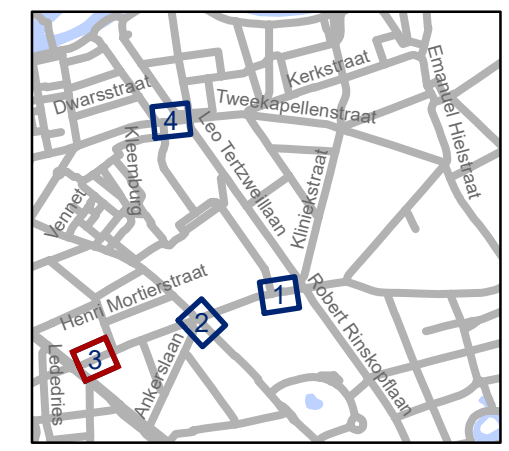 Kerkstraat
Emanuel Hielstraat
Dwarsstraat
Tweekapellenstraat
4
Leo Tertzweillaan
Kleemburg
Kliniekstraat
Vennet
Henri Mortierstraat
1
Robert Rinskopflaan
2
3
Ankerslaan
Lededries